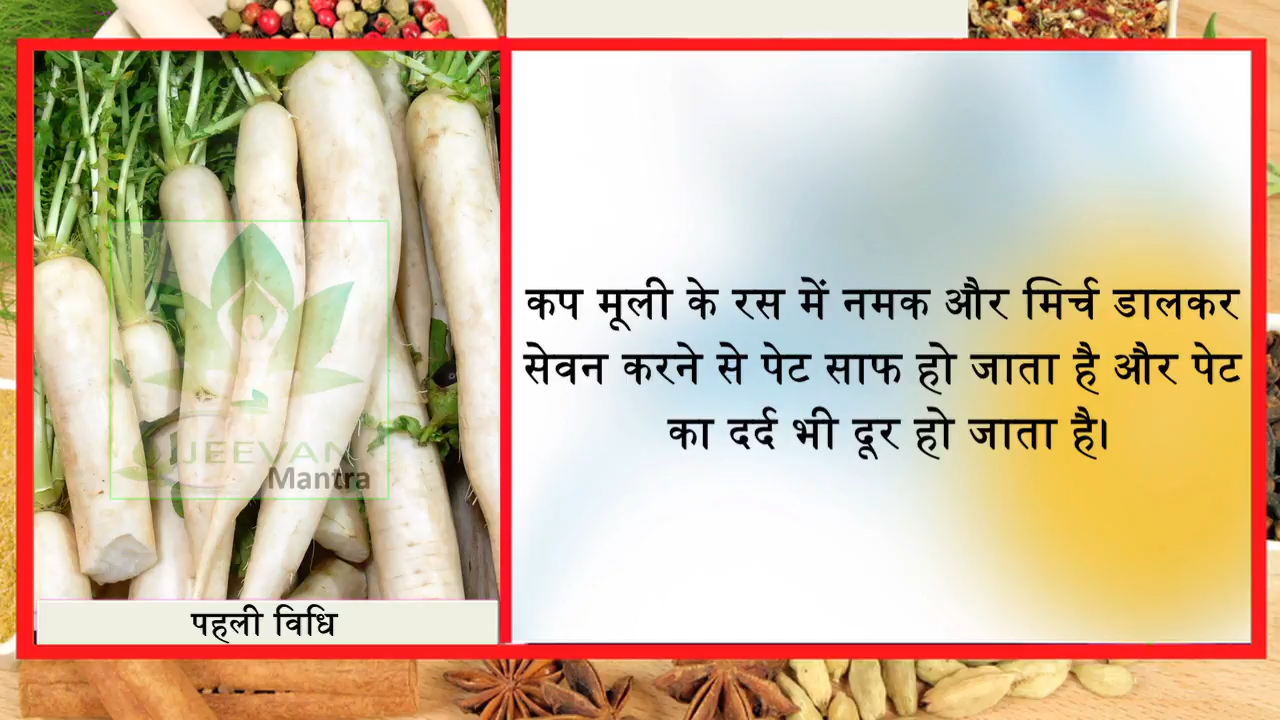 कप मूली के रस में नमक और मिर्च डालकर
सेवन करने से पेट साफ हो जाता है और पेट
का दर्द भी दूर हो जाता है।
JEEVAN
Mantra
पहली विधि